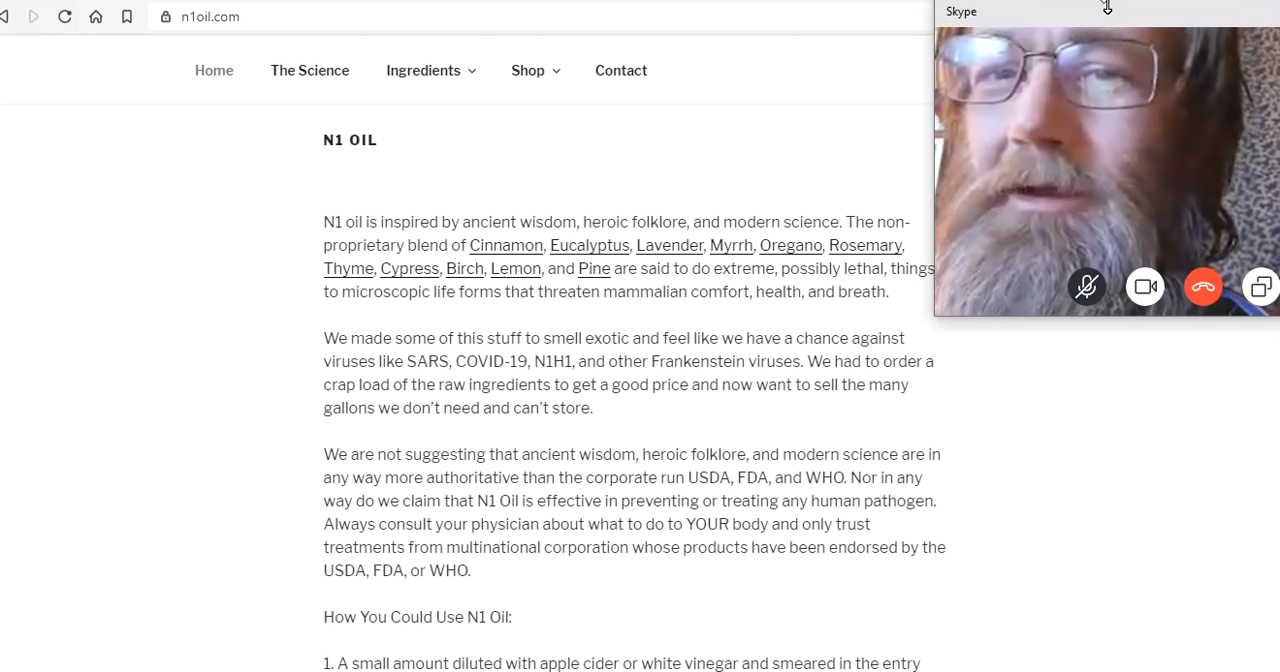 n1oil.com
Skype
Home The Science Ingredients Shop Contact
N1 OIL
N1 oil is inspired by ancient wisdom, heroic folklore, and modern science. The non-
proprietary blend of Cinnamon, Eucalyptus, Lavender, Myrrh, Oregano, Rosemary,
Thyme, Cypress, Birch, Lemon, and Pine are said to do extreme, possibly lethal, things
to microscopic life forms that threaten mammalian comfort, health, and breath.
We made some of this stuff to smell exotic and feel like we have a chance against
viruses like SARS, COVID-19, N1H1, and other Frankenstein viruses. We had to order a
crap load of the raw ingredients to get a good price and now want to sell the many
gallons we don’t need and can’t store.
We are not suggesting that ancient wisdom, heroic folklore, and modern science are in
any way more authoritative than the corporate run USDA, FDA, and WHO. Nor in any
way do we claim that N1 Oil is effective in preventing or treating any human pathogen.
Always consult your physician about what to do to YOUR body and only trust
treatments from multinational corporation whose products have been endorsed by the
USDA, FDA, or WHO.
How You Could Use N1 Oil:
1. A small amount diluted with apple cider or white vinegar and smeared in the entry